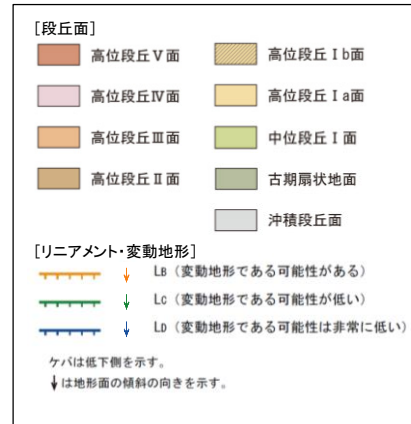 [段丘面]
高位段丘Ⅴ面
高位段丘Ⅳ面
高位段丘Ⅲ面
高位段丘Ⅱ面
高位段丘Ⅰb面
高位段丘Ⅰa面
中位段丘Ⅰ面
古期扇状地面
沖積段丘面
[リニアメント・変動地形]
LB（変動地形である可能性がある）
LC（変動地形である可能性が低い）
LD（変動地形である可能性は非常に低い）
ケバは低下側を示す。
↓は地形面の傾斜の向きを示す。